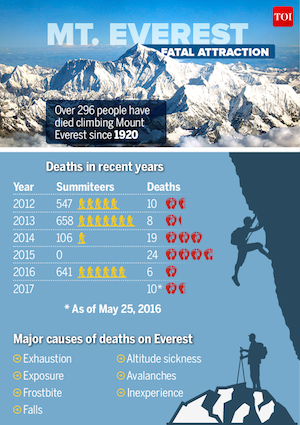 TOI
MT. EVEREST
FATAL ATTRACTION
Over 296 people have
died climbing Mount
Everest since 1920
Deaths in recent years
Year Summiteers Deaths
2012 547 10
2013 658 8
2014 106 19
2015 0 24
2016 641 6
2017 10*
* As of May 25, 2016
Major causes of deaths on Everest
Exhaustion
Exposure
Frostbite
Falls
Altitude sickness
Avalanches
Inexperience